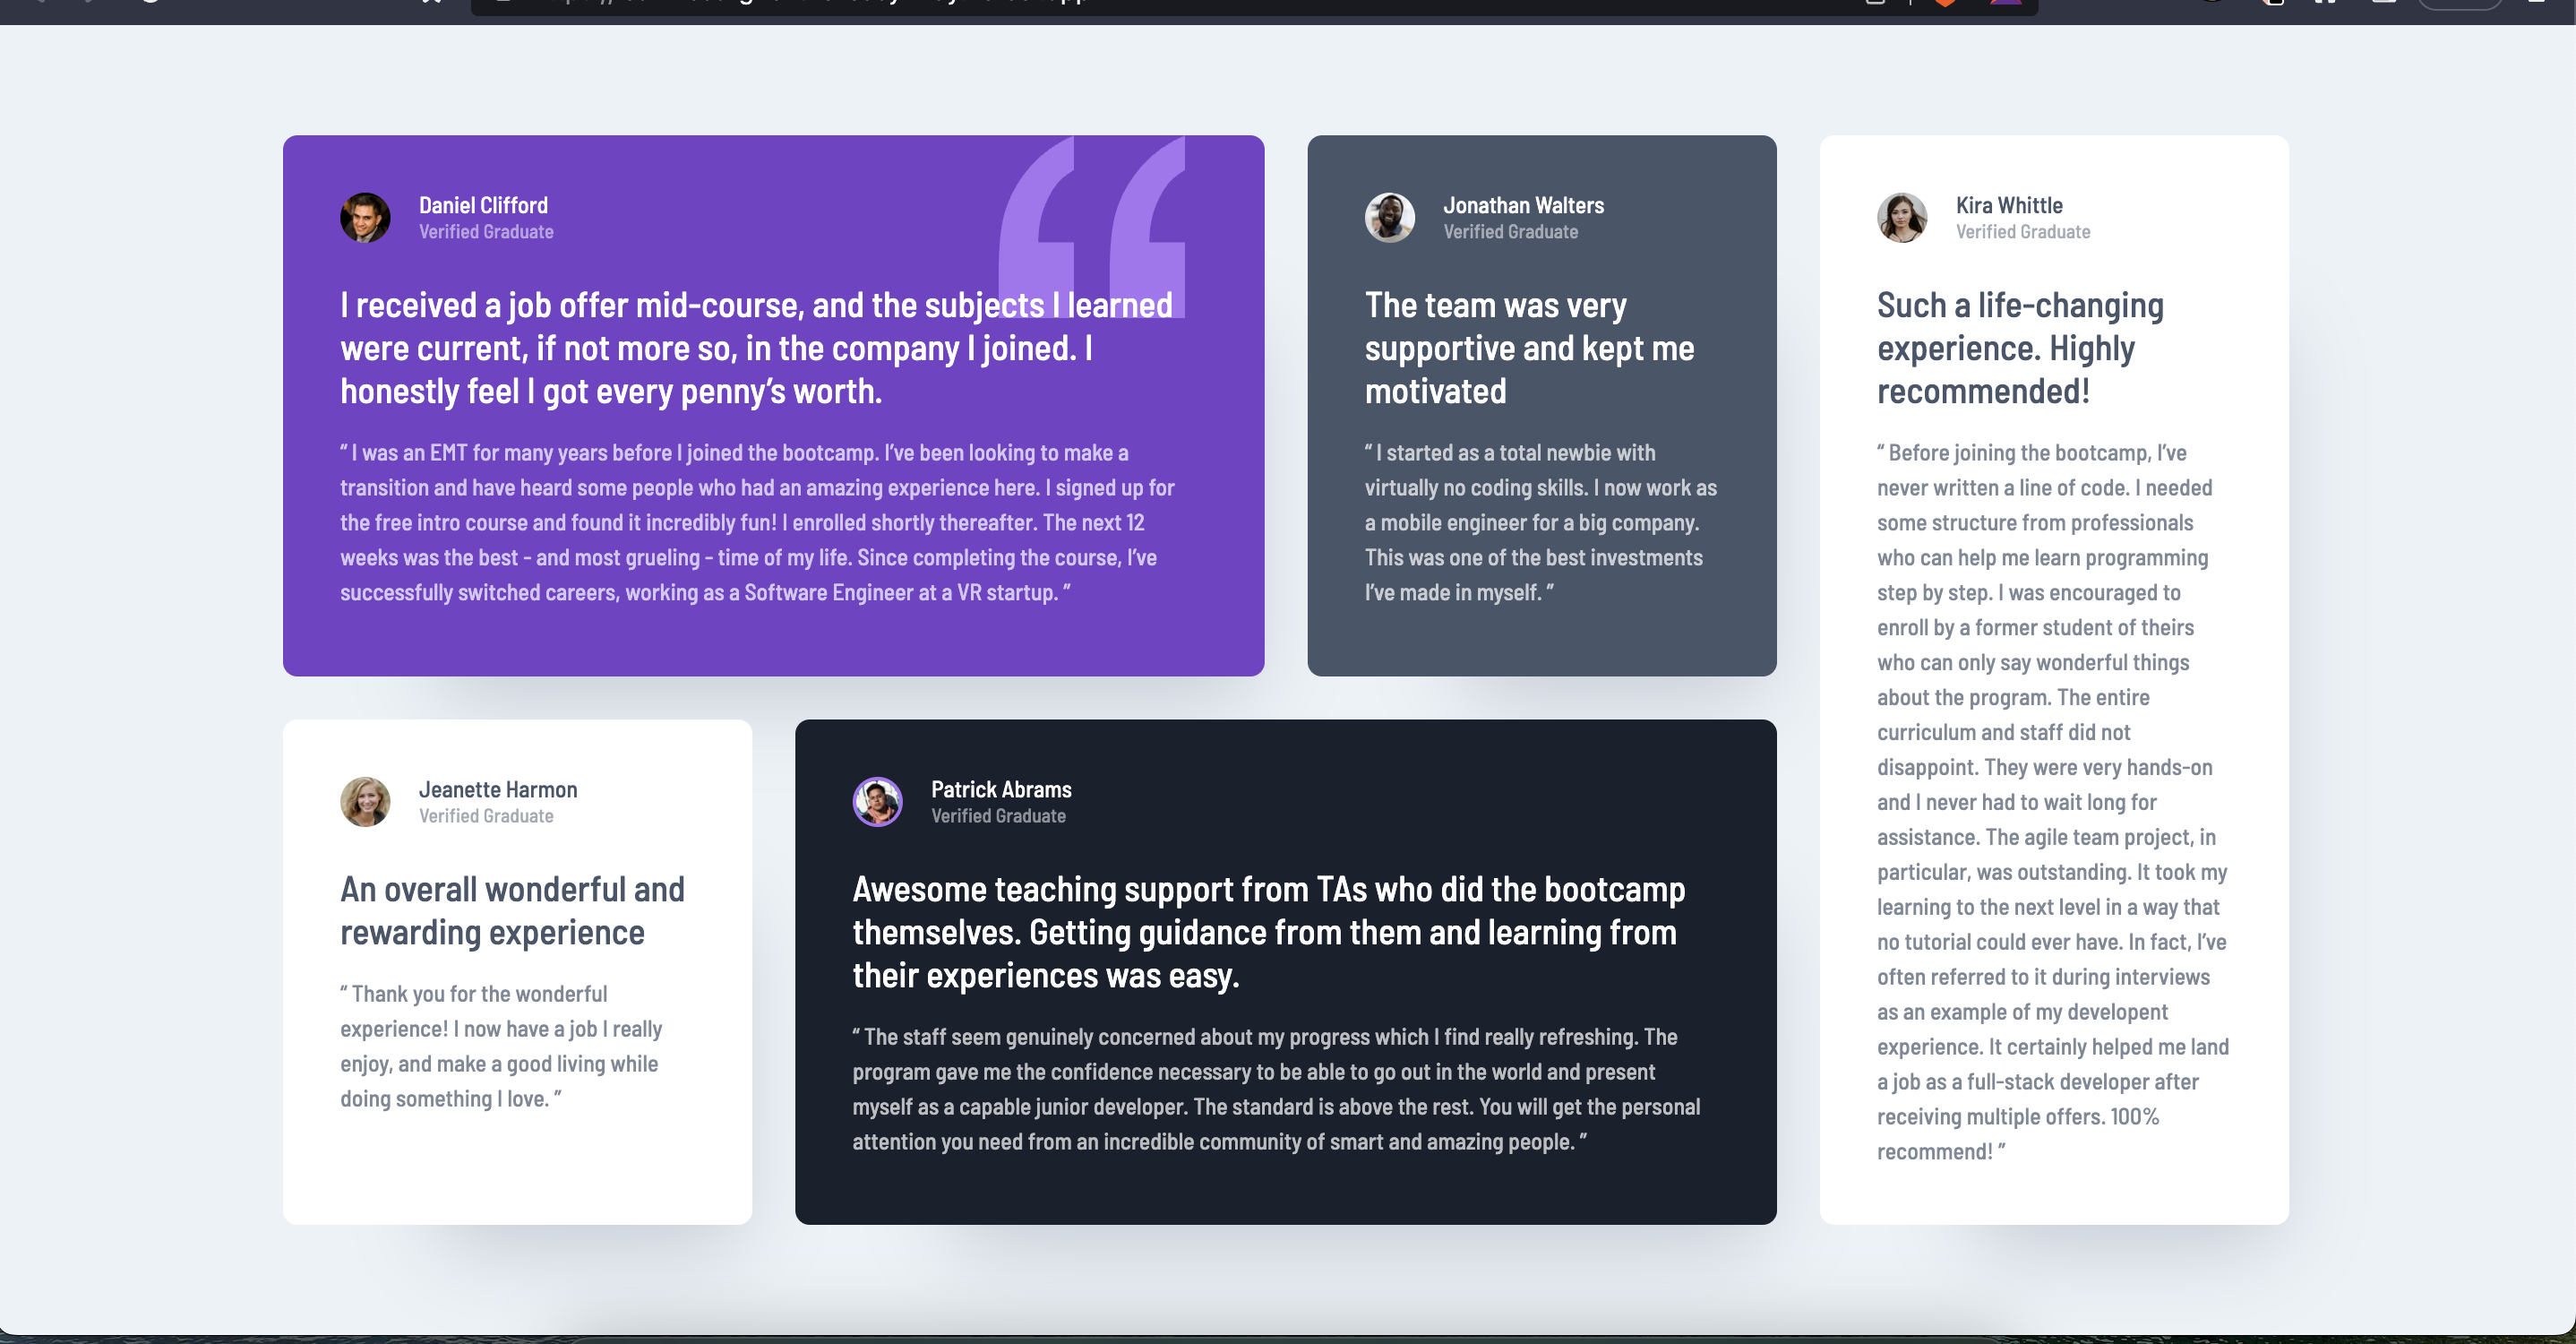 Daniel Clifford
Verified Graduate
I received a job offer mid-course, and the subjects I learned
were current, if not more so, in the company I joined. I
honestly feel I got every penny’s worth.
“ I was an EMT for many years before I joined the bootcamp. I’ve been looking to make a
transition and have heard some people who had an amazing experience here. I signed up for
the free intro course and found it incredibly fun! I enrolled shortly thereafter. The next 12
weeks was the best - and most grueling - time of my life. Since completing the course, I’ve
successfully switched careers, working as a Software Engineer at a VR startup. ”
Jonathan Walters
Verified Graduate
The team was very
supportive and kept me
motivated
“ I started as a total newbie with
virtually no coding skills. I now work as
a mobile engineer for a big company.
This was one of the best investments
I’ve made in myself. ”
Kira Whittle
Verified Graduate
Such a life-changing
experience. Highly
recommended!
“ Before joining the bootcamp, I’ve
never written a line of code. I needed
some structure from professionals
who can help me learn programming
step by step. I was encouraged to
enroll by a former student of theirs
who can only say wonderful things
about the program. The entire
curriculum and staff did not
disappoint. They were very hands-on
and I never had to wait long for
assistance. The agile team project, in
particular, was outstanding. It took my
learning to the next level in a way that
no tutorial could ever have. In fact, I’ve
often referred to it during interviews
as an example of my developent
experience. It certainly helped me land
a job as a full-stack developer after
receiving multiple offers. 100%
recommend! ”
Jeanette Harmon
Verified Graduate
An overall wonderful and
rewarding experience
“ Thank you for the wonderful
experience! I now have a job I really
enjoy, and make a good living while
doing something I love. ”
Patrick Abrams
Verified Graduate
Awesome teaching support from TAs who did the bootcamp
themselves. Getting guidance from them and learning from
their experiences was easy.
“ The staff seem genuinely concerned about my progress which I find really refreshing. The
program gave me the confidence necessary to be able to go out in the world and present
myself as a capable junior developer. The standard is above the rest. You will get the personal
attention you need from an incredible community of smart and amazing people. ”